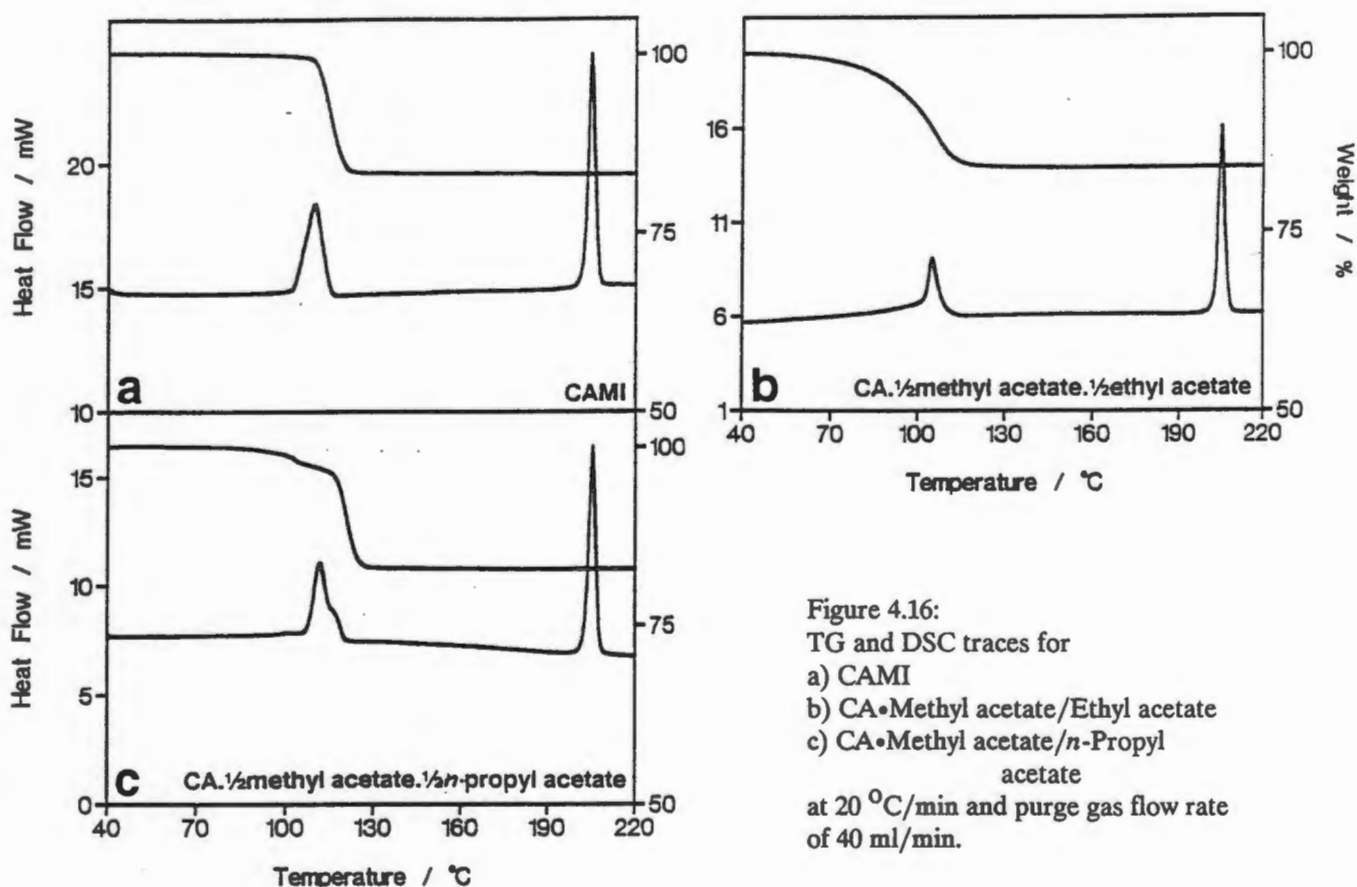 100
75
50
20
15
10
Heat Flow / mW
a
CAMI
16
11
6
1
100
75
50
Weight / %
b
CA.½methyl acetate.½ethyl acetate
40 70 100 130 160 190 220
Temperature / °C
15
10
5
0
Heat Flow / mW
100
75
50
c
CA.½methyl acetate.½n-propyl acetate
40 70 100 130 160 190 220
Temperature / °C
Figure 4.16:
TG and DSC traces for
a) CAMI
b) CA•Methyl acetate/Ethyl acetate
c) CA•Methyl acetate/n-Propyl
acetate
at 20 °C/min and purge gas flow rate
of 40 ml/min.